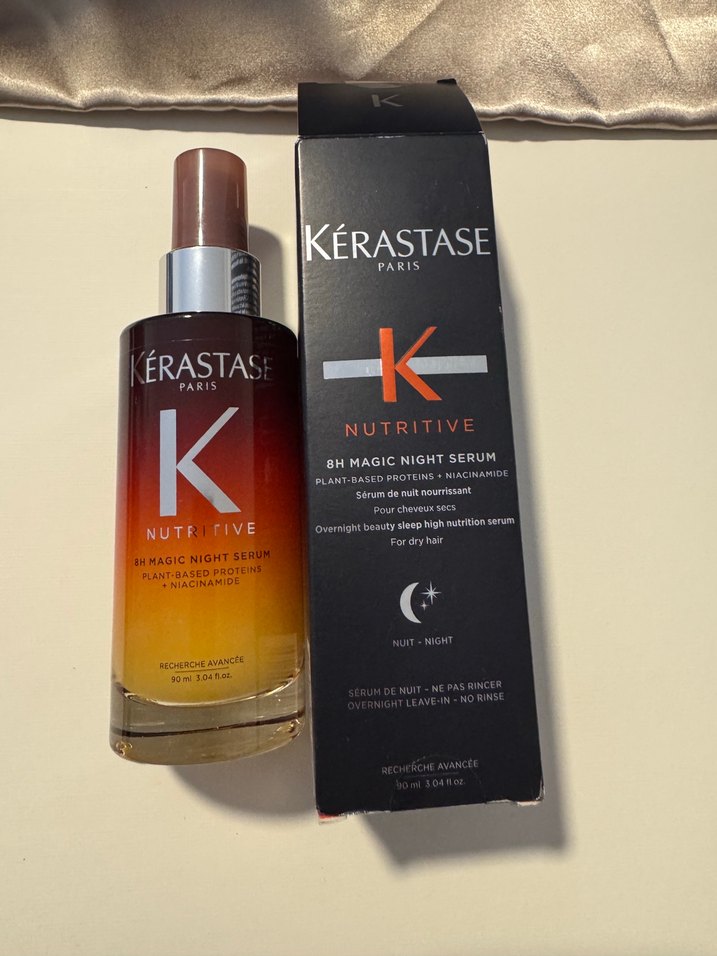 KÉRASTASE
PARIS
K
NUTRITIVE
8H MAGIC NIGHT SERUM
PLANT-BASED PROTEINS
+ NIACINAMIDE
RECHERCHE AVANCÉE
90 ml 3.04 fl.oz.
K
KÉRASTASE
PARIS
K
NUTRITIVE
8H MAGIC NIGHT SERUM
PLANT-BASED PROTEINS + NIACINAMIDE
Sérum de nuit nourrissant
Pour cheveux secs
Overnight beauty sleep high nutrition serum
For dry hair
NUIT - NIGHT
SÉRUM DE NUIT - NE PAS RINCER
OVERNIGHT LEAVE-IN - NO RINSE
RECHERCHE AVANCÉE
90 ml 3.04 fl.oz.